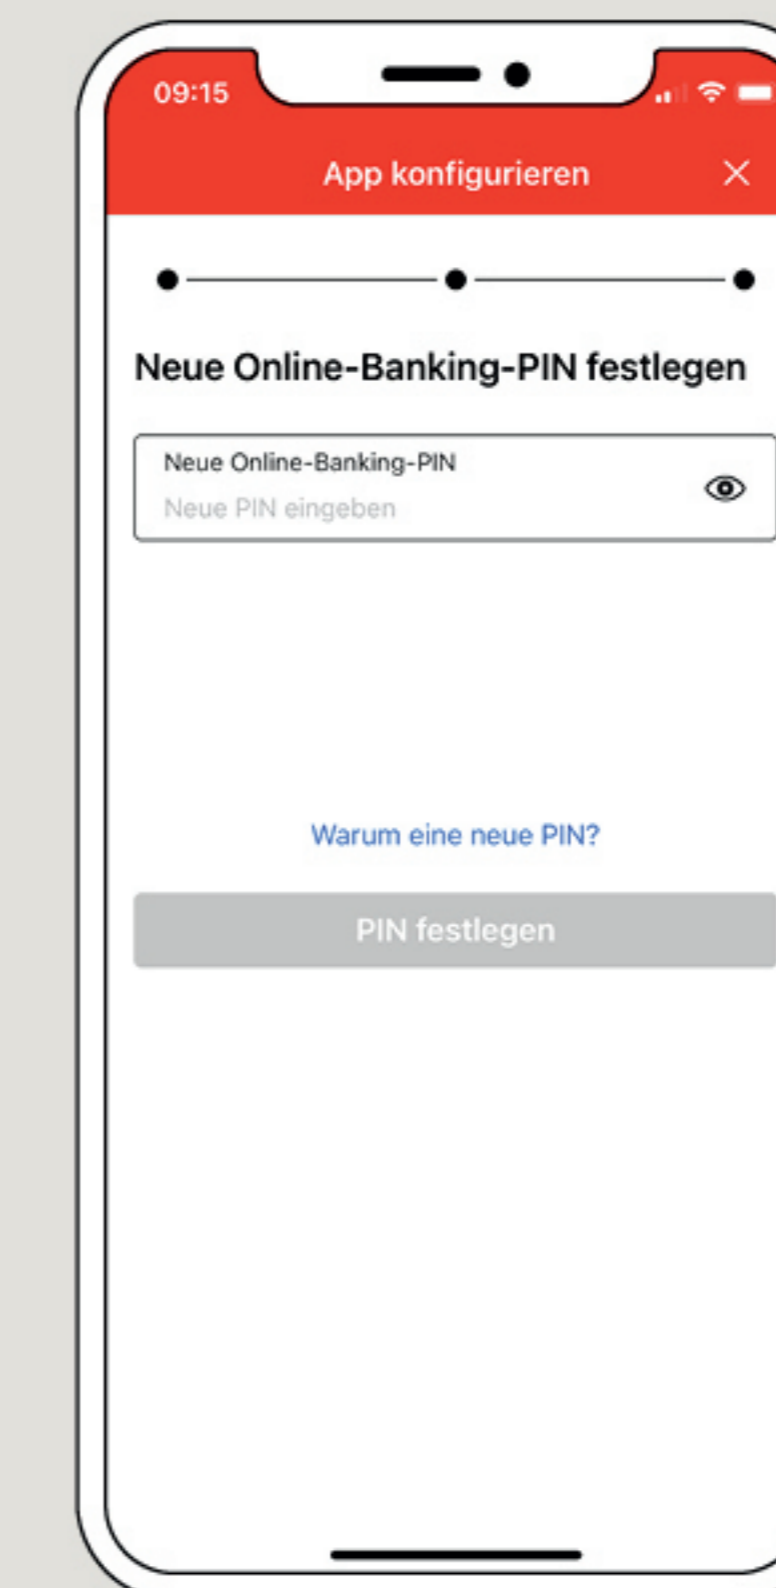 09:15
App konfigurieren
Neue Online-Banking-PIN festlegen
Neue Online-Banking-PIN
Neue PIN eingeben
Warum eine neue PIN?
PIN festlegen